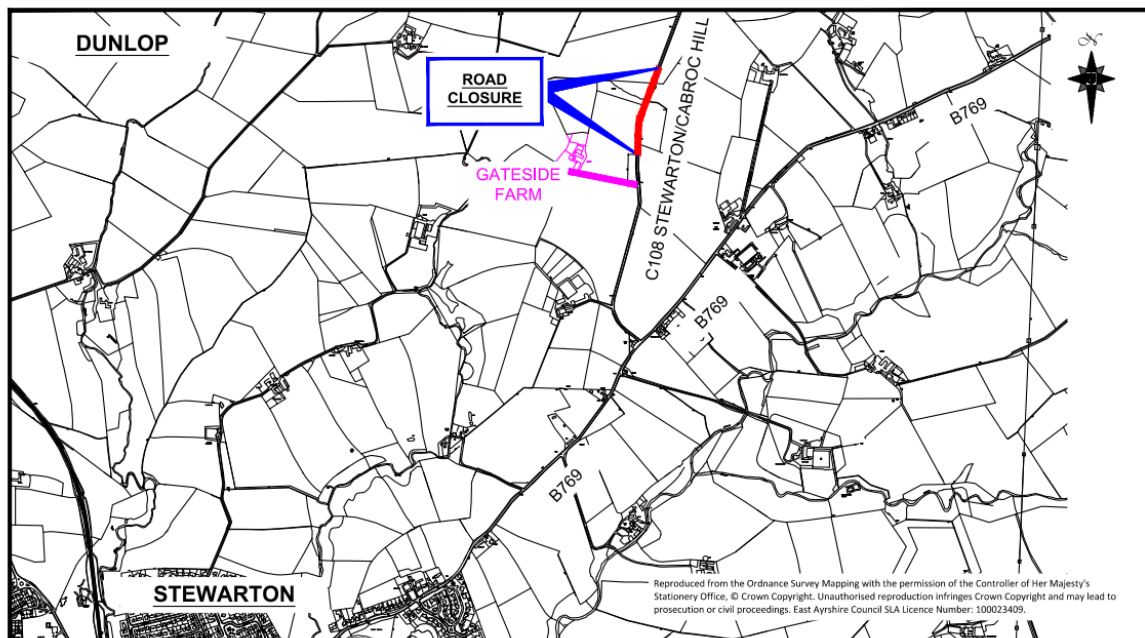 DUNLOP
ROAD
CLOSURE
C108 STEWARTON/CABROC HILL
N
B769
GATESIDE
FARM
B769
B769
STEWARTON
Reproduced from the Ordnance Survey Mapping with the permission of the Controller of Her Majesty's
Stationery Office, © Crown Copyright. Unauthorised reproduction infringes Crown Copyright and may lead to
prosecution or civil proceedings. East Ayrshire Council SLA Licence Number: 100023409.